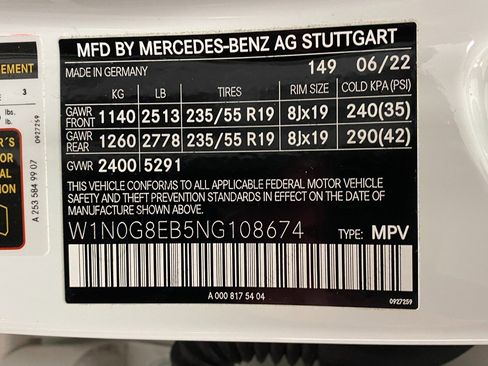 MFD BY MERCEDES-BENZ AG STUTTGART
MADE IN GERMANY 149 06/22
KG LB TIRES RIM SIZE COLD KPA (PSI)
GAWR FRONT 1140 2513 235/55 R19 8Jx19 240(35)
GAWR REAR 1260 2778 235/55 R19 8Jx19 290(42)
GVWR 2400 5291
THIS VEHICLE CONFORMS TO ALL APPLICABLE FEDERAL MOTOR VEHICLE
SAFETY AND THEFT PREVENTION STANDARDS IN EFFECT ON THE DATE
OF MANUFACTURE SHOWN ABOVE.
W1N0G8EB5NG108674 TYPE: MPV
A 000 817 54 04
0927259
EMENT
3
lbs.
lb.
0927259
A 253 584 99 07